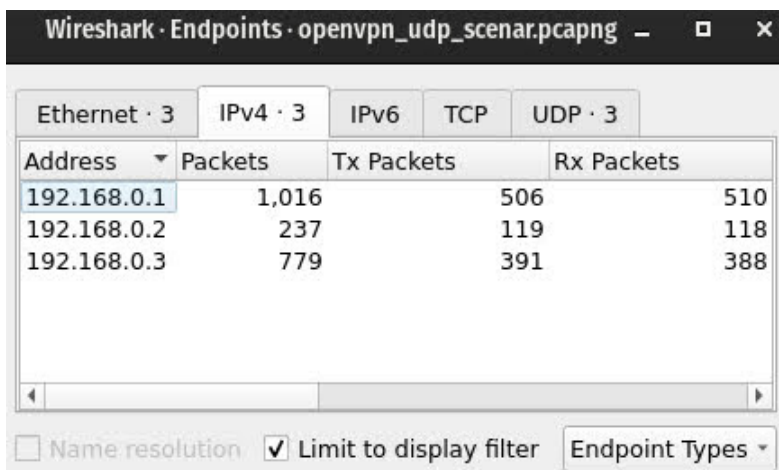 Wireshark · Endpoints · openvpn_udp_scenar.pcapng
Ethernet · 3 IPv4 · 3 IPv6 TCP UDP · 3
Address Packets Tx Packets Rx Packets
192.168.0.1 1,016 506 510
192.168.0.2 237 119 118
192.168.0.3 779 391 388
Name resolution Limit to display filter Endpoint Types